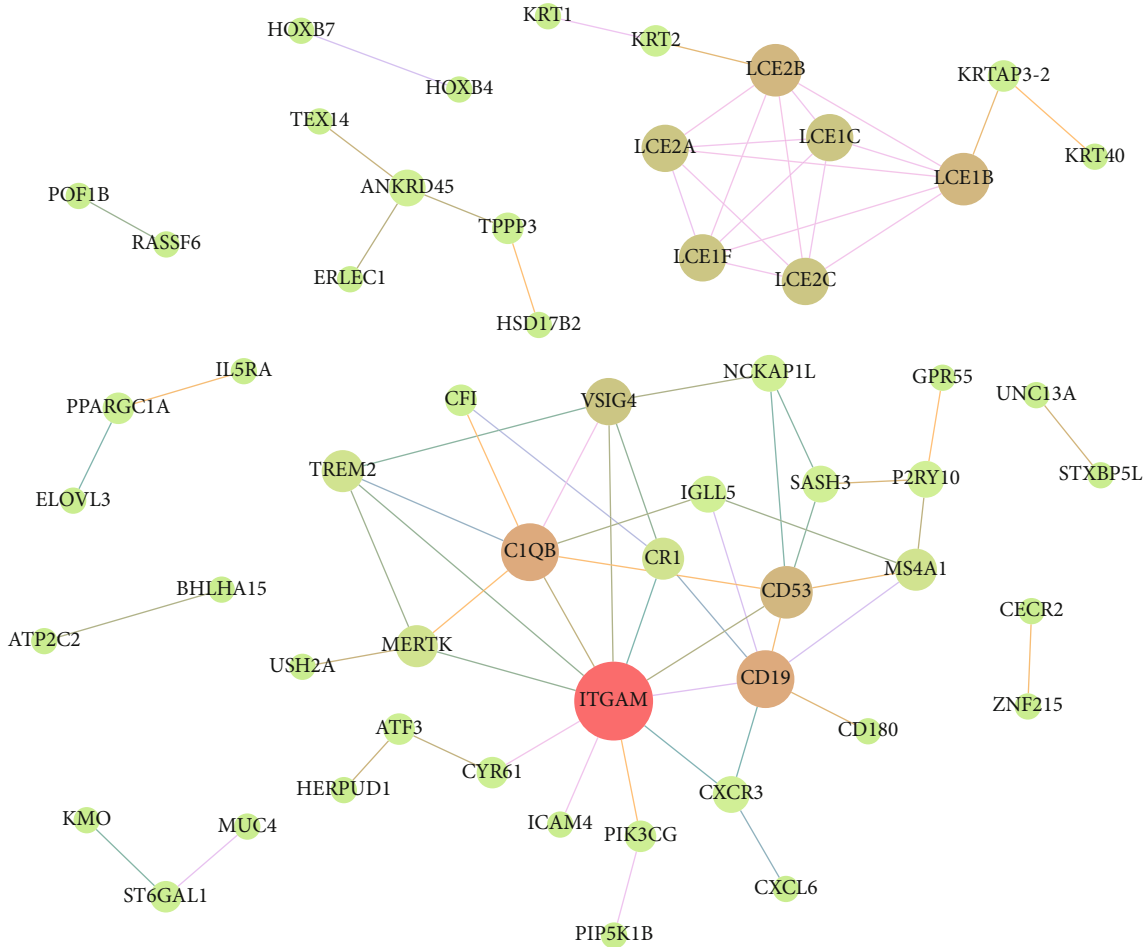 KRT1
HOXB7
KRT2
LCE2B
KRTAP3-2
HOXB4
TEX14
LCE1C
LCE2A
KRT40
LCE1B
ANKRD45
POF1B
TPPP3
RASSF6
LCE1F
ERLEC1
LCE2C
HSD17B2
IL5RA
NCKAP1L
GPR55
UNC13A
CFI
VSIG4
PPARGC1A
TREM2
STXBP5L
P2RY10
SASH3
IGLL5
ELOVL3
C1QB
CR1
MS4A1
BHLHA15
CD53
CECR2
ATP2C2
MERTK
USH2A
CD19
ITGAM
ZNF215
ATF3
CD180
CYR61
HERPUD1
CXCR3
KMO
MUC4
ICAM4
PIK3CG
CXCL6
ST6GAL1
PIP5K1B